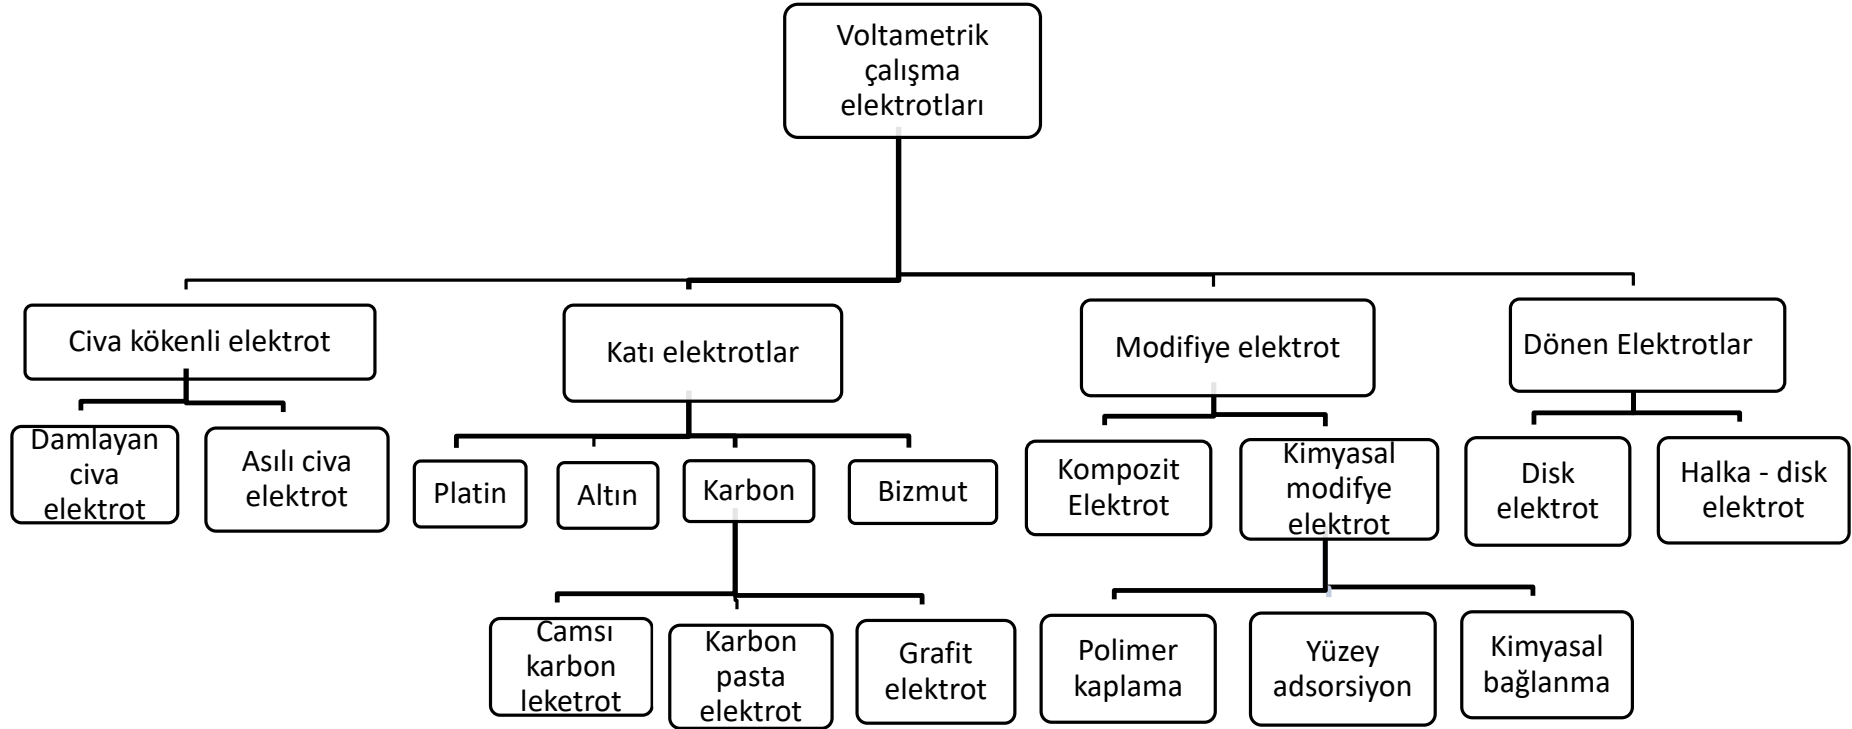 Voltametrik
çalışma
elektrotları
Civa kökenli elektrot
Katı elektrotlar
Modifiye elektrot
Dönen Elektrotlar
Damlayan
civa
elektrot
Asılı civa
elektrot
Platin
Altın
Karbon
Bizmut
Kompozit
Elektrot
Kimyasal
modifye
elektrot
Disk
elektrot
Halka - disk
elektrot
Camsı
karbon
leketrot
Karbon
pasta
elektrot
Grafit
elektrot
Polimer
kaplama
Yüzey
adsorsiyon
Kimyasal
bağlanma